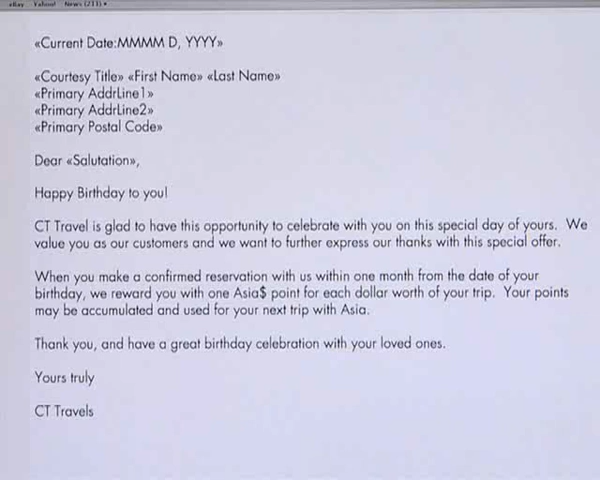 eBay Yahoo! News (211)
«Current Date:MMMM D, YYYY»
«Courtesy Title» «First Name» «Last Name»
«Primary AddrLine1»
«Primary AddrLine2»
«Primary Postal Code»
Dear «Salutation»,
Happy Birthday to you!
CT Travel is glad to have this opportunity to celebrate with you on this special day of yours. We
value you as our customers and we want to further express our thanks with this special offer.
When you make a confirmed reservation with us within one month from the date of your
birthday, we reward you with one Asia$ point for each dollar worth of your trip. Your points
may be accumulated and used for your next trip with Asia.
Thank you, and have a great birthday celebration with your loved ones.
Yours truly
CT Travels